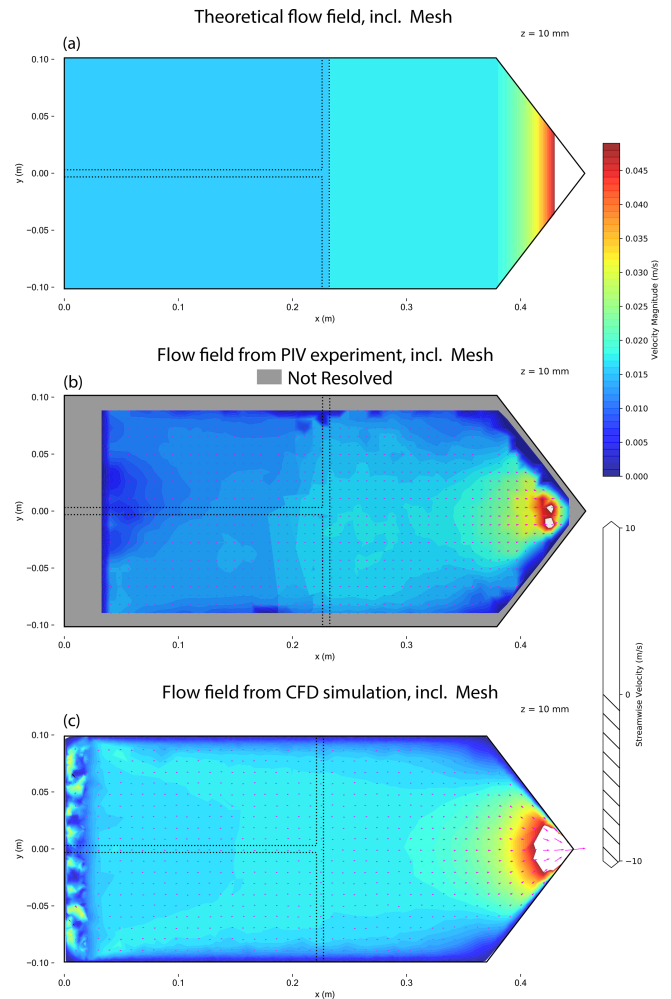 Theoretical flow field, incl. Mesh
(a)
z = 10 mm
0.10
0.05
0.00
−0.05
−0.10
y (m)
0.0
0.1
0.2
0.3
0.4
x (m)
0.045
0.040
0.035
0.030
0.025
0.020
0.015
0.010
0.005
0.000
Velocity Magnitude (m/s)
Flow field from PIV experiment, incl. Mesh
(b)
Not Resolved
z = 10 mm
0.10
0.05
0.00
−0.05
−0.10
y (m)
0.0
0.1
0.2
0.3
0.4
x (m)
10
0
−10
Streamwise Velocity (m/s)
Flow field from CFD simulation, incl. Mesh
(c)
z = 10 mm
0.10
0.05
0.00
−0.05
−0.10
y (m)
0.0
0.1
0.2
0.3
0.4
x (m)